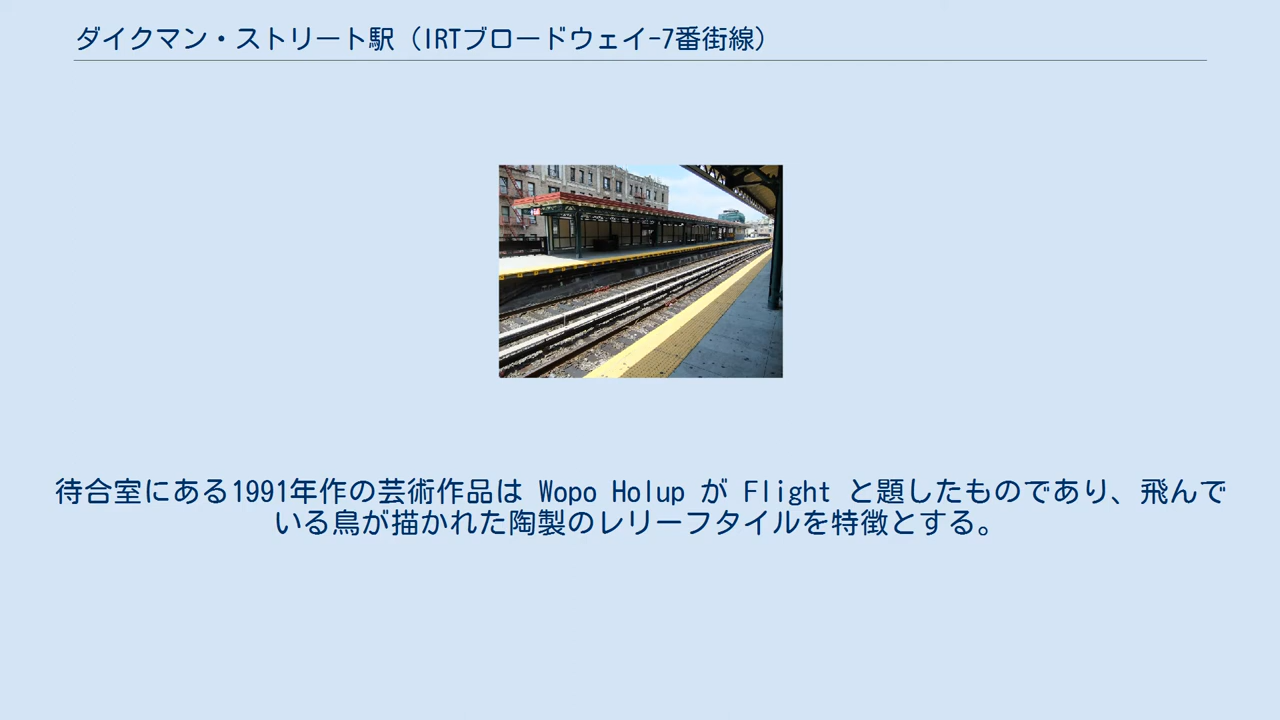 ダイクマン・ストリート駅（IRTブロードウェイ-7番街線）
待合室にある1991年作の芸術作品は Wopo Holup が Flight と題したものであり、飛んで
いる鳥が描かれた陶製のレリーフタイルを特徴とする。